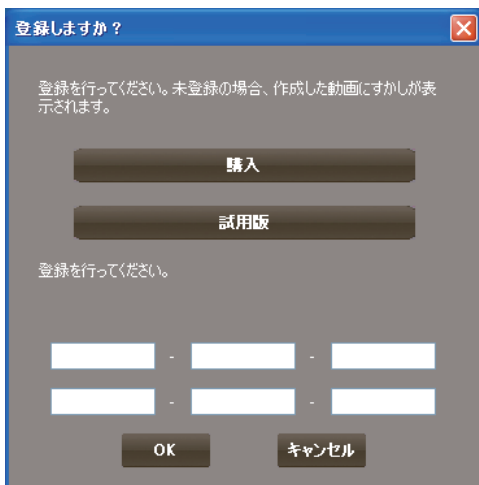 登録しますか？
登録を行ってください。未登録の場合、作成した動画にすかしが表
示されます。
購入
試用版
登録を行ってください。
- -
- -
OK キャンセル